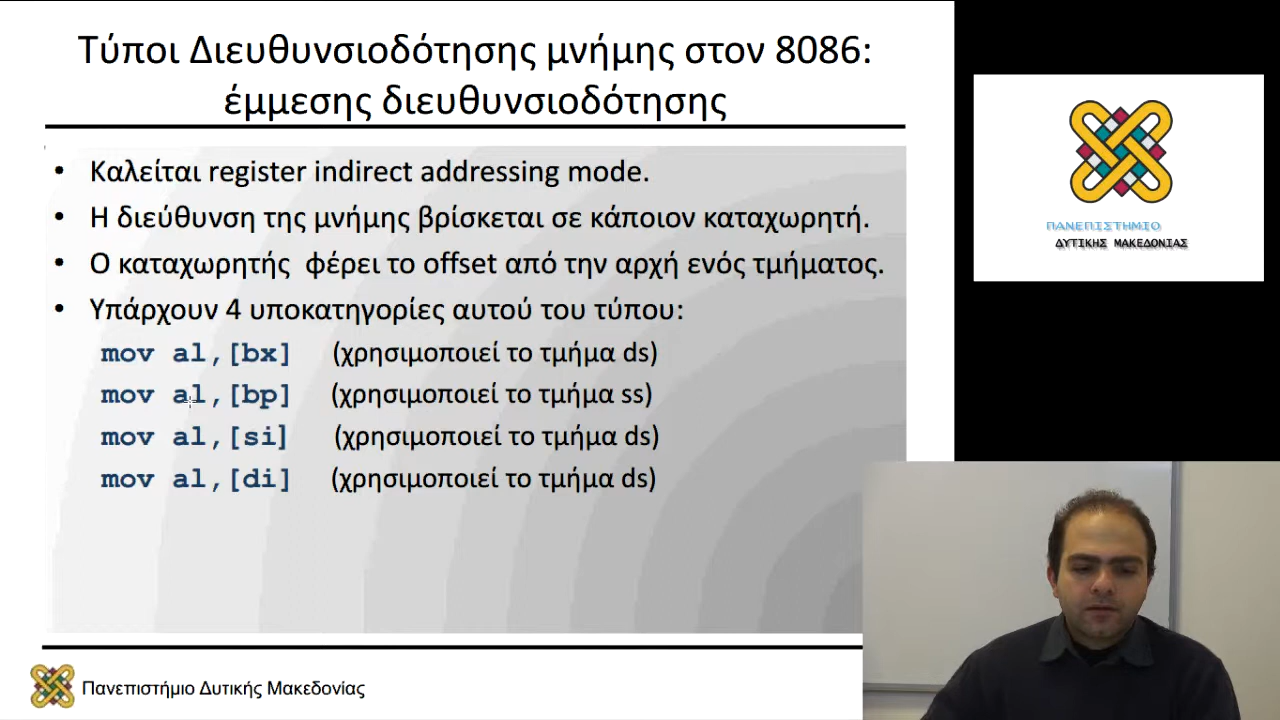 Τύποι Διευθυνσιοδότησης μνήμης στον 8086:
έμμεσης διευθυνσιοδότησης
• Καλείται register indirect addressing mode.
• Η διεύθυνση της μνήμης βρίσκεται σε κάποιον καταχωρητή.
• Ο καταχωρητής φέρει το offset από την αρχή ενός τμήματος.
• Υπάρχουν 4 υποκατηγορίες αυτού του τύπου:
mov al,[bx] (χρησιμοποιεί το τμήμα ds)
mov al,[bp] (χρησιμοποιεί το τμήμα ss)
mov al,[si] (χρησιμοποιεί το τμήμα ds)
mov al,[di] (χρησιμοποιεί το τμήμα ds)
Πανεπιστήμιο Δυτικής Μακεδονίας
ΠΑΝΕΠΙΣΤΗΜΙΟ
ΔΥΤΙΚΗΣ ΜΑΚΕΔΟΝΙΑΣ